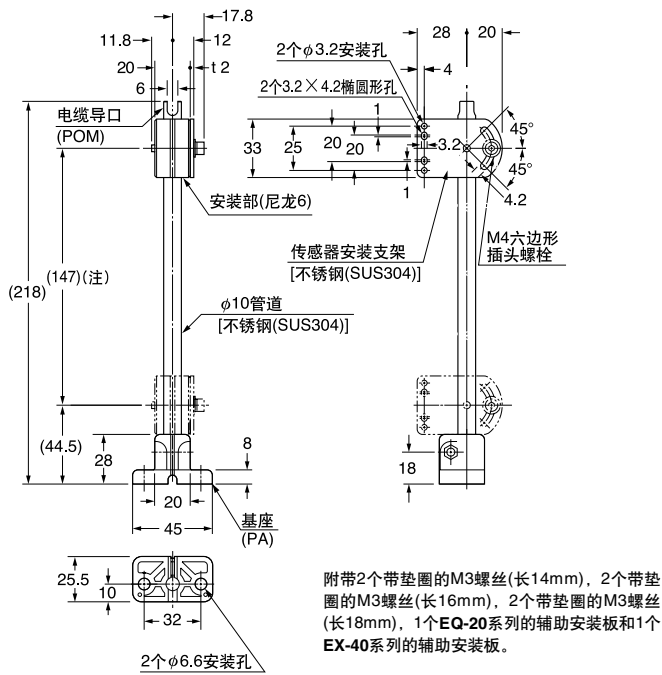 17.8
11.8
12
20
t 2
6
电缆导口
(POM)
安装部(尼龙6)
(147)(注)
(218)
φ10管道
[不锈钢(SUS304)]
(44.5)
28
8
20
45
基座
(PA)
25.5
10
32
2个φ6.6安装孔
28
20
2个φ3.2安装孔
4
2个3.2×4.2椭圆形孔
1
45°
33
25
20
20
3.2
45°
1
4.2
M4六边形
插头螺栓
传感器安装支架
[不锈钢(SUS304)]
18
附带2个带垫圈的M3螺丝(长14mm)，2个带垫
圈的M3螺丝(长16mm)，2个带垫圈的M3螺丝
(长18mm)，1个EQ-20系列的辅助安装板和1个
EX-40系列的辅助安装板。